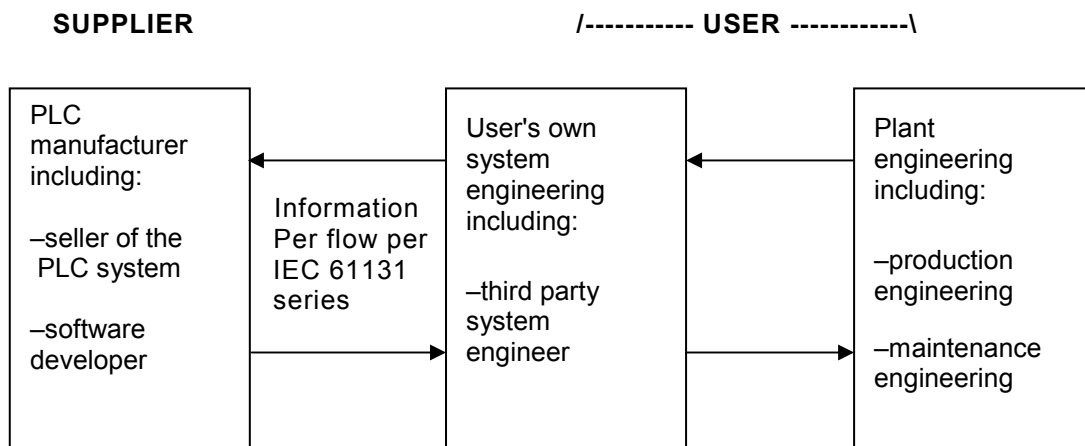 SUPPLIER
/----------- USER ------------\
PLC
manufacturer
including:
–seller of the
PLC system
–software
developer
Information
Per flow per
IEC 61131
series
User's own
system
engineering
including:
–third party
system
engineer
Plant
engineering
including:
–production
engineering
–maintenance
engineering